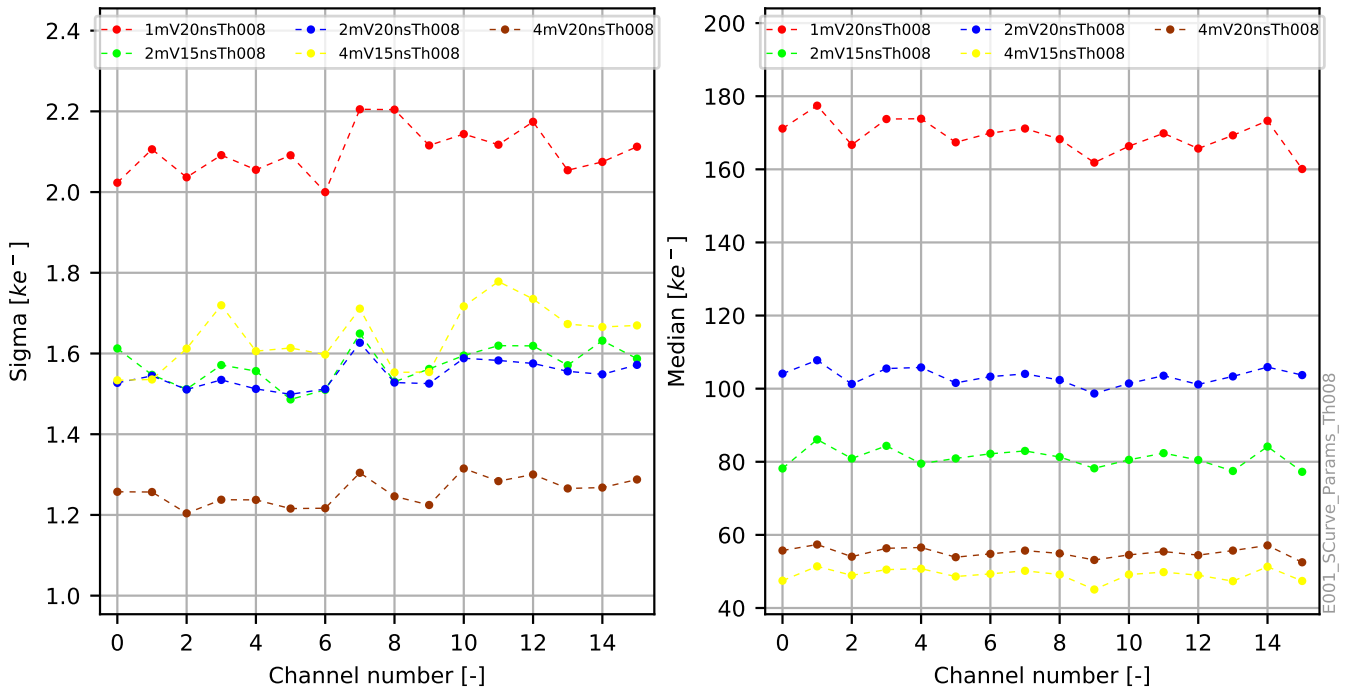 1mV20nsTh008 2mV20nsTh008 4mV20nsTh008
2mV15nsTh008 4mV15nsTh008
2.4
2.2
2.0
1.8
1.6
1.4
1.2
1.0
Sigma [ke⁻]
0 2 4 6 8 10 12 14
Channel number [-]
1mV20nsTh008 2mV20nsTh008 4mV20nsTh008
2mV15nsTh008 4mV15nsTh008
200
180
160
140
120
100
80
60
40
Median [ke⁻]
0 2 4 6 8 10 12 14
Channel number [-]
E001_SCurve_Params_Th008